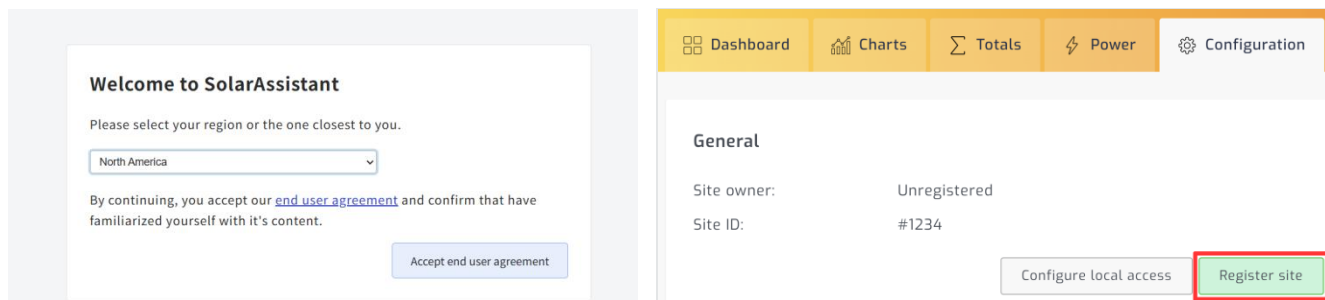 Welcome to SolarAssistant
Please select your region or the one closest to you.
North America
By continuing, you accept our end user agreement and confirm that have
familiarized yourself with it's content.
Accept end user agreement
Dashboard
Charts
Totals
Power
Configuration
General
Site owner: Unregistered
Site ID: #1234
Configure local access
Register site